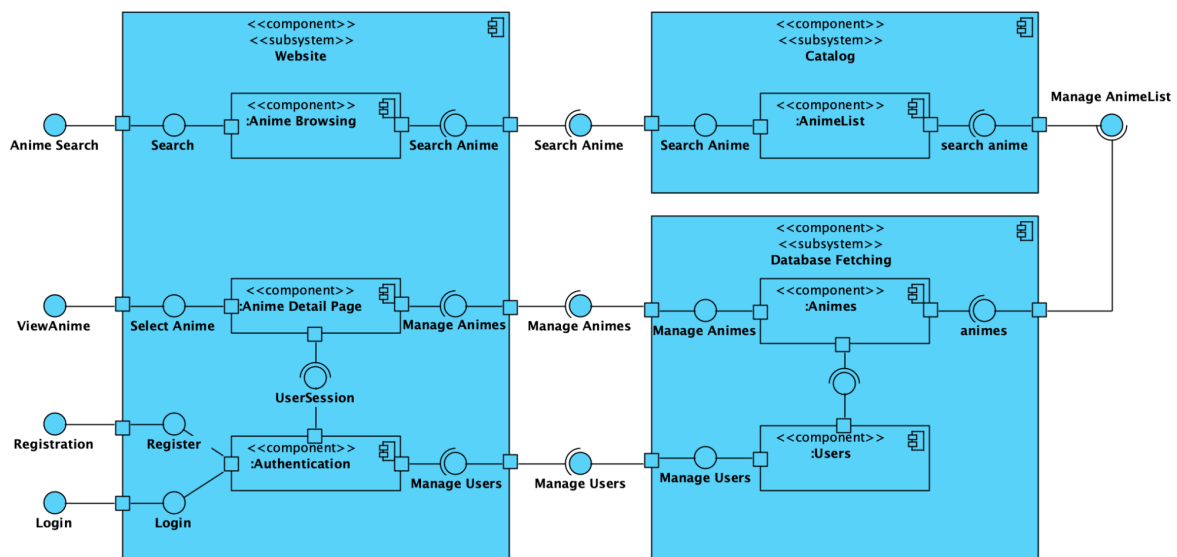 <<component>>
<<subsystem>>
Website
<<component>>
<<subsystem>>
Catalog
<<component>>
:Anime Browsing
<<component>>
:AnimeList
Manage AnimeList
Anime Search
Search
Search Anime
Search Anime
Search Anime
search anime
<<component>>
<<subsystem>>
Database Fetching
<<component>>
:Anime Detail Page
<<component>>
:Animes
ViewAnime
Select Anime
Manage Animes
Manage Animes
Manage Animes
animes
UserSession
Registration
Register
<<component>>
:Authentication
<<component>>
:Users
Manage Users
Manage Users
Manage Users
Login
Login